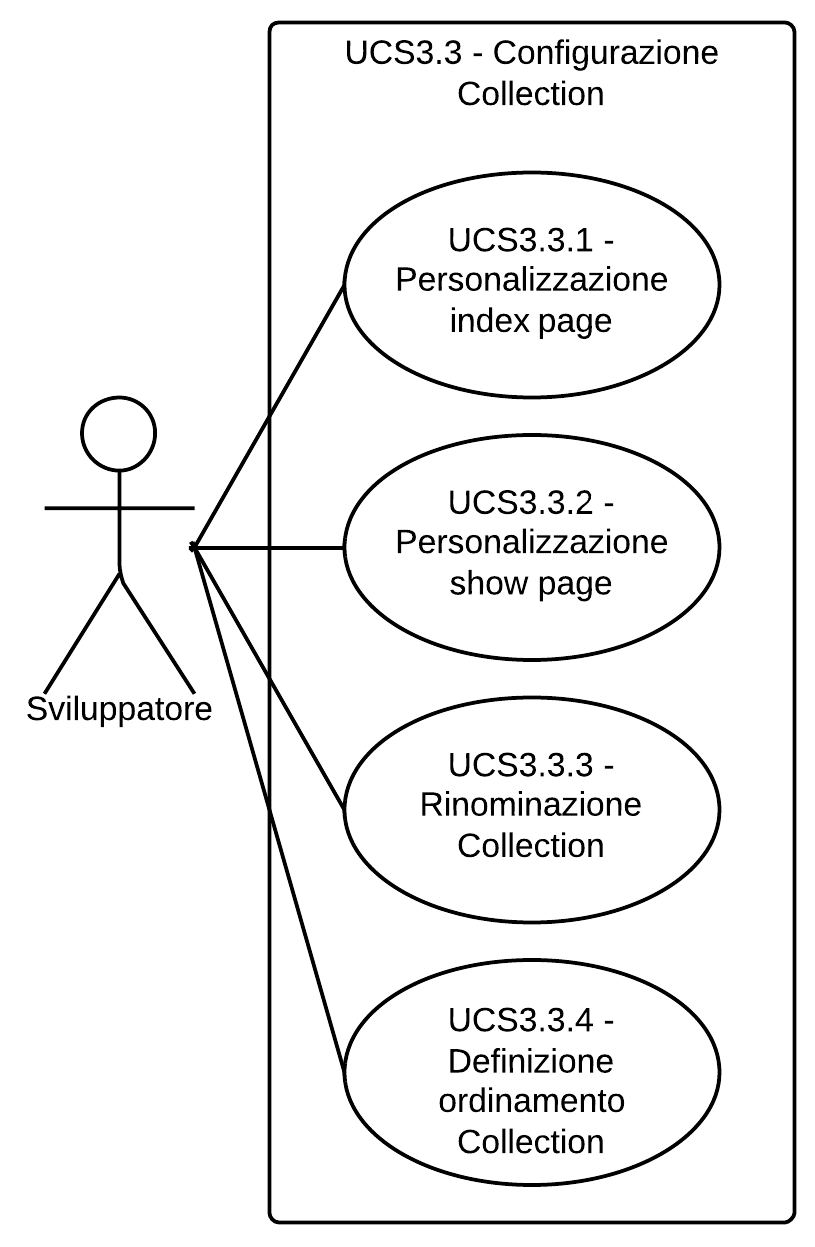 UCS3.3 - Configurazione
Collection
UCS3.3.1 -
Personalizzazione
index page
UCS3.3.2 -
Personalizzazione
show page
Sviluppatore
UCS3.3.3 -
Rinominazione
Collection
UCS3.3.4 -
Definizione
ordinamento
Collection